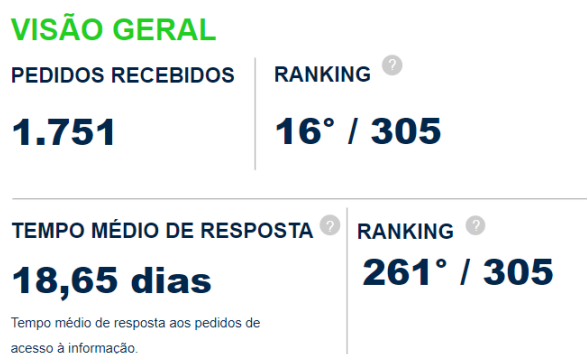 VISÃO GERAL
PEDIDOS RECEBIDOS
RANKING ?
1.751
16° / 305
TEMPO MÉDIO DE RESPOSTA ?
RANKING ?
18,65 dias
261° / 305
Tempo médio de resposta aos pedidos de
acesso à informação.